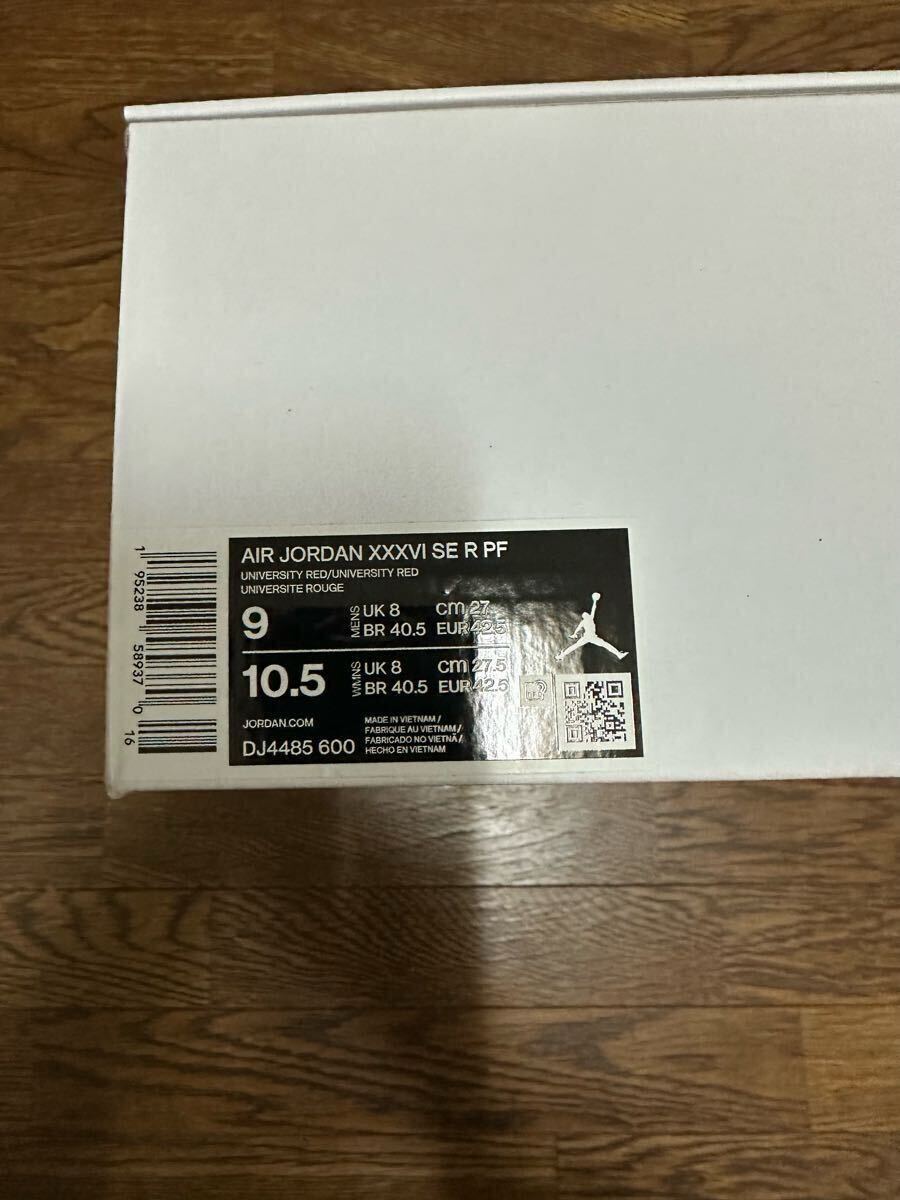 AIR JORDAN XXXVI SE R PF
UNIVERSITY RED/UNIVERSITY RED
UNIVERSITE ROUGE
9 MENS UK 8 cm 27
BR 40.5 EUR 42.5
10.5 WMNS UK 8 cm 27.5
BR 40.5 EUR 42.5
JORDAN.COM
DJ4485 600
MADE IN VIETNAM /
FABRIQUE AU VIETNAM /
FABRICADO NO VIETNÃ /
HECHO EN VIETNAM
1 95238 58937 0 16